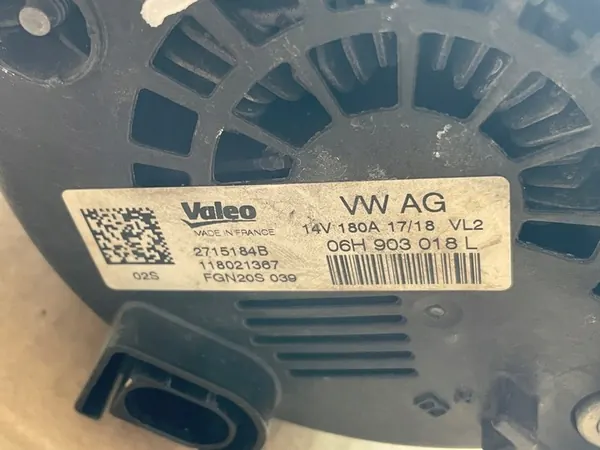 Valeo
MADE IN FRANCE
2715184B
118021367
FGN20S 039
02S
VW AG
14V 180A 17/18 VL2
06H 903 018 L